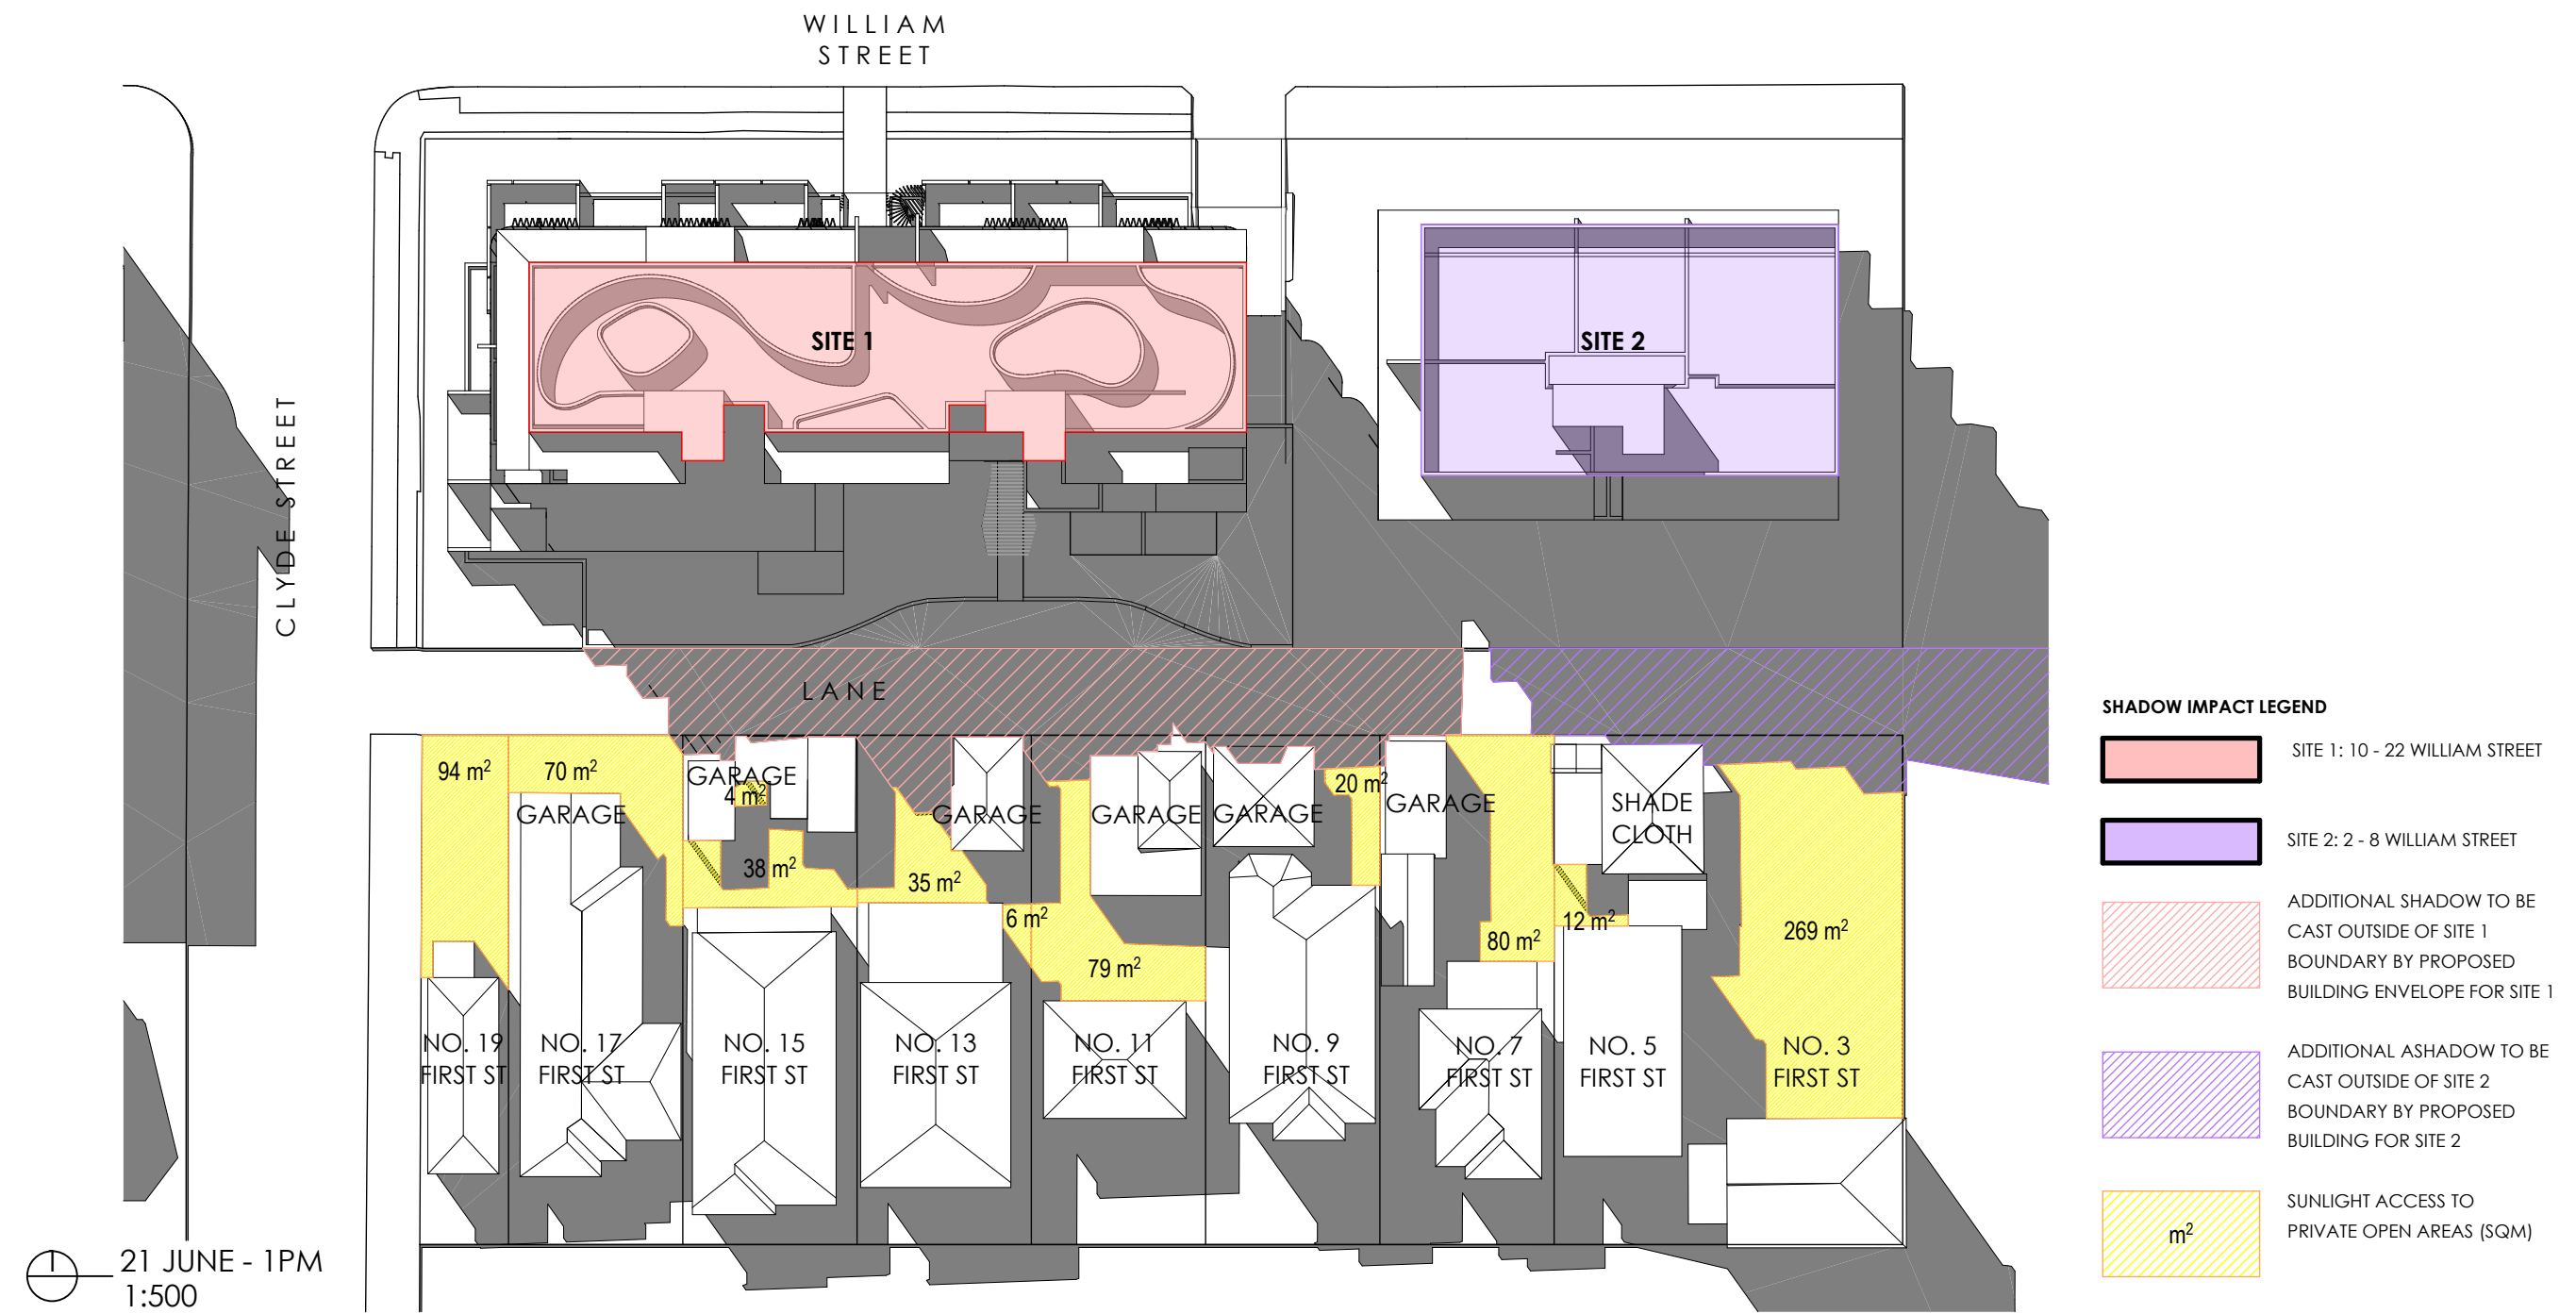 WILLIAM
STREET
CLYDE STREET
SITE 1
SITE 2
LANE
94 m²
70 m²
GARAGE
GARAGE
4 m²
38 m²
35 m²
GARAGE
6 m²
GARAGE
79 m²
GARAGE
20 m²
GARAGE
80 m²
SHADE
CLOTH
12 m²
269 m²
NO. 19
FIRST ST
NO. 17
FIRST ST
NO. 15
FIRST ST
NO. 13
FIRST ST
NO. 11
FIRST ST
NO. 9
FIRST ST
NO. 7
FIRST ST
NO. 5
FIRST ST
NO. 3
FIRST ST
SHADOW IMPACT LEGEND
SITE 1: 10 - 22 WILLIAM STREET
SITE 2: 2 - 8 WILLIAM STREET
ADDITIONAL SHADOW TO BE
CAST OUTSIDE OF SITE 1
BOUNDARY BY PROPOSED
BUILDING ENVELOPE FOR SITE 1
ADDITIONAL ASHADOW TO BE
CAST OUTSIDE OF SITE 2
BOUNDARY BY PROPOSED
BUILDING FOR SITE 2
m²
SUNLIGHT ACCESS TO
PRIVATE OPEN AREAS (SQM)
1
21 JUNE - 1PM
1:500